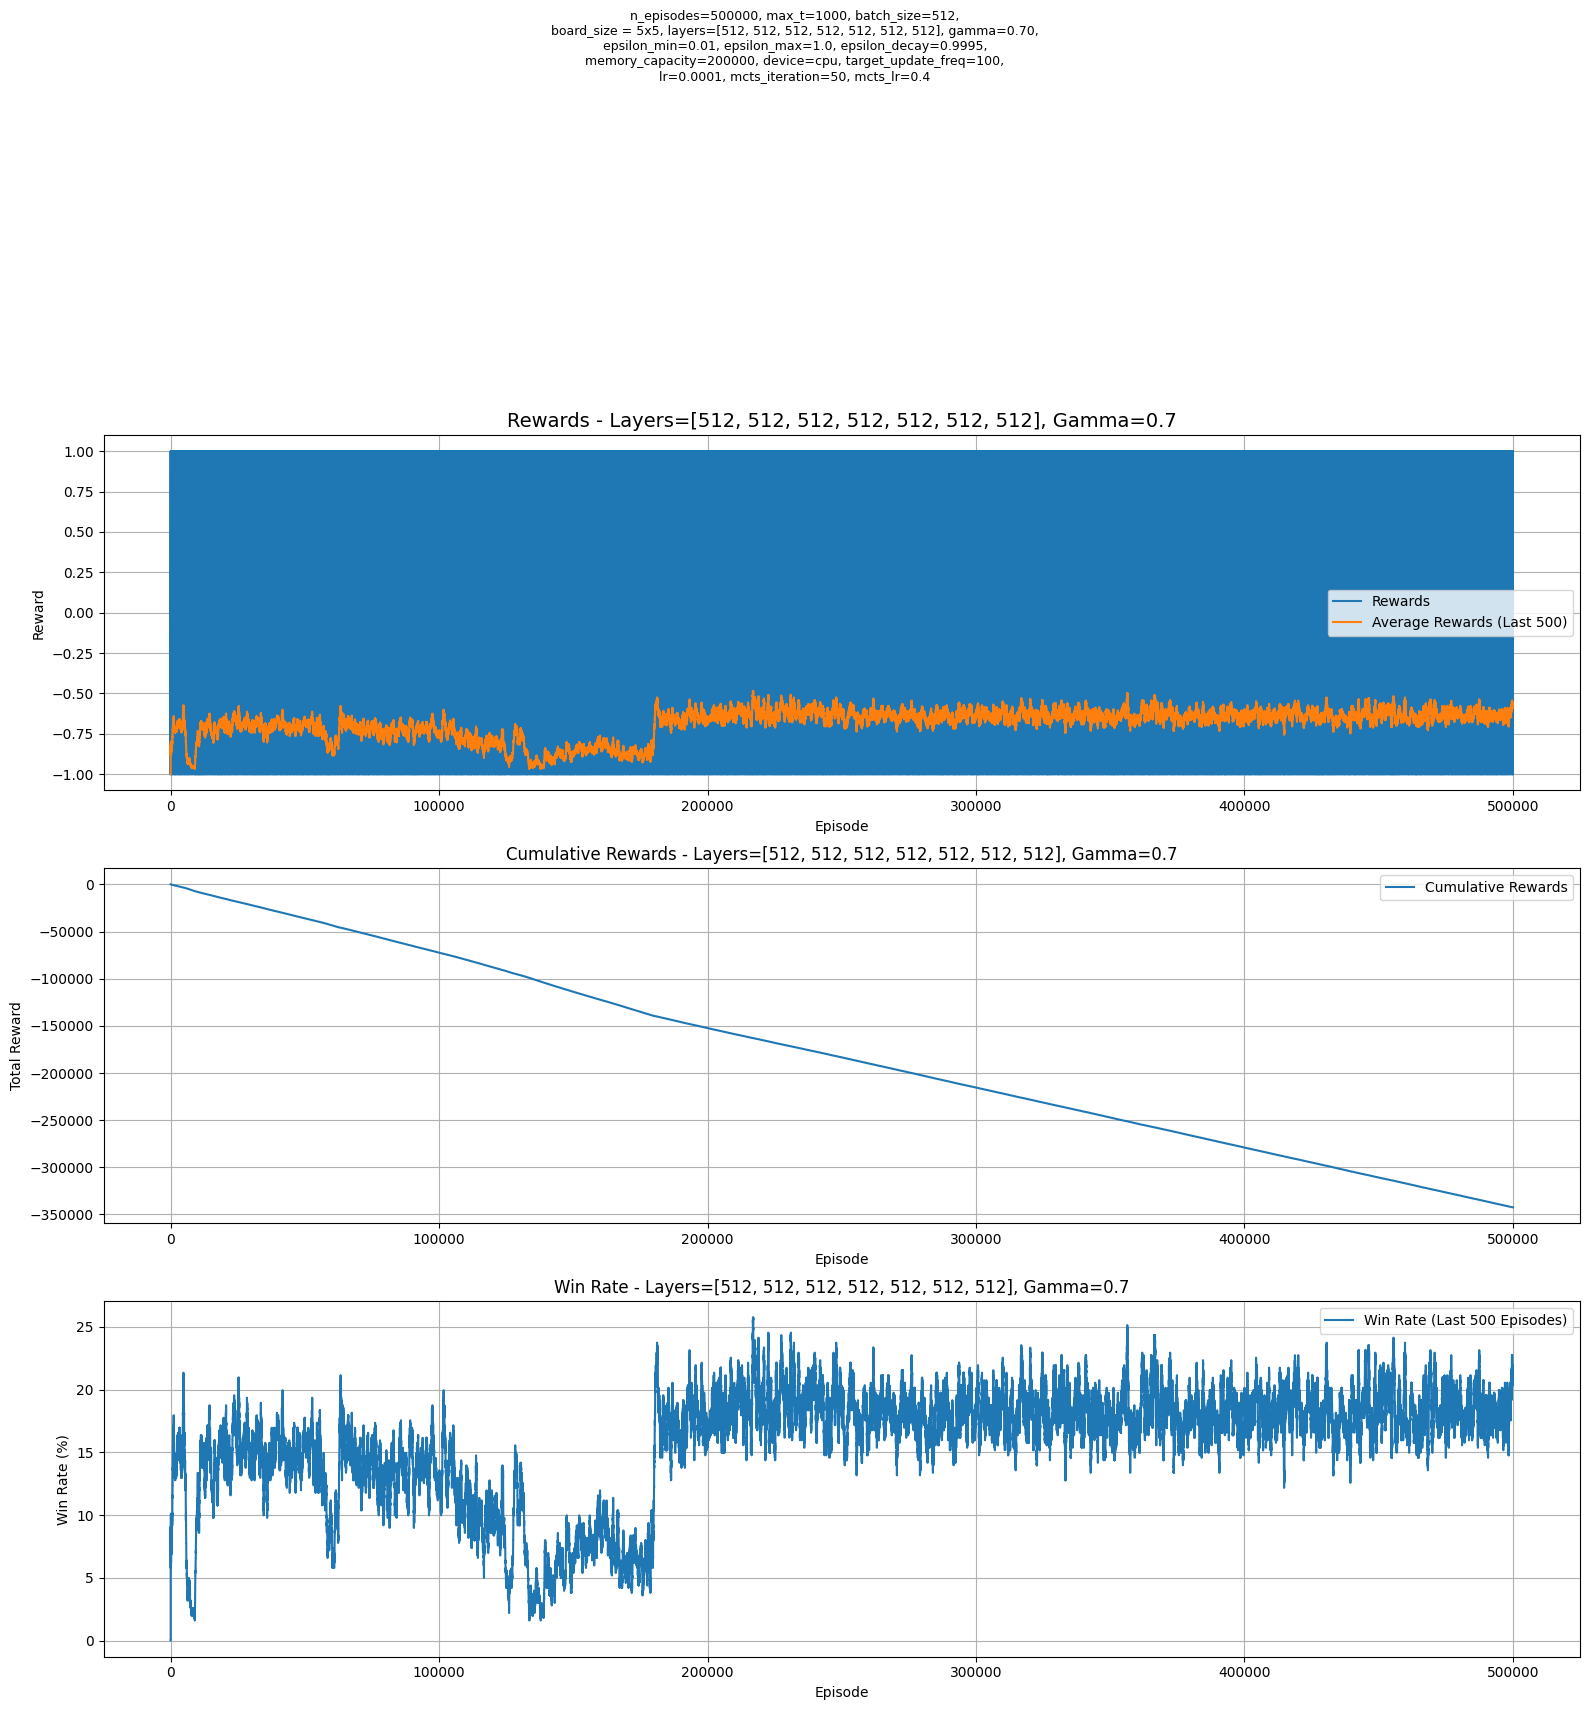 n_episodes=500000, max_t=1000, batch_size=512,
board_size = 5x5, layers=[512, 512, 512, 512, 512, 512, 512], gamma=0.70,
epsilon_min=0.01, epsilon_max=1.0, epsilon_decay=0.9995,
memory_capacity=200000, device=cpu, target_update_freq=100,
lr=0.0001, mcts_iteration=50, mcts_lr=0.4
Rewards - Layers=[512, 512, 512, 512, 512, 512, 512], Gamma=0.7
1.00
0.75
0.50
0.25
0.00
−0.25
−0.50
−0.75
−1.00
Reward
Rewards
Average Rewards (Last 500)
0 100000 200000 300000 400000 500000
Episode
Cumulative Rewards - Layers=[512, 512, 512, 512, 512, 512, 512], Gamma=0.7
0
−50000
−100000
−150000
−200000
−250000
−300000
−350000
Total Reward
Cumulative Rewards
0 100000 200000 300000 400000 500000
Episode
Win Rate - Layers=[512, 512, 512, 512, 512, 512, 512], Gamma=0.7
25
20
15
10
5
0
Win Rate (%)
Win Rate (Last 500 Episodes)
0 100000 200000 300000 400000 500000
Episode